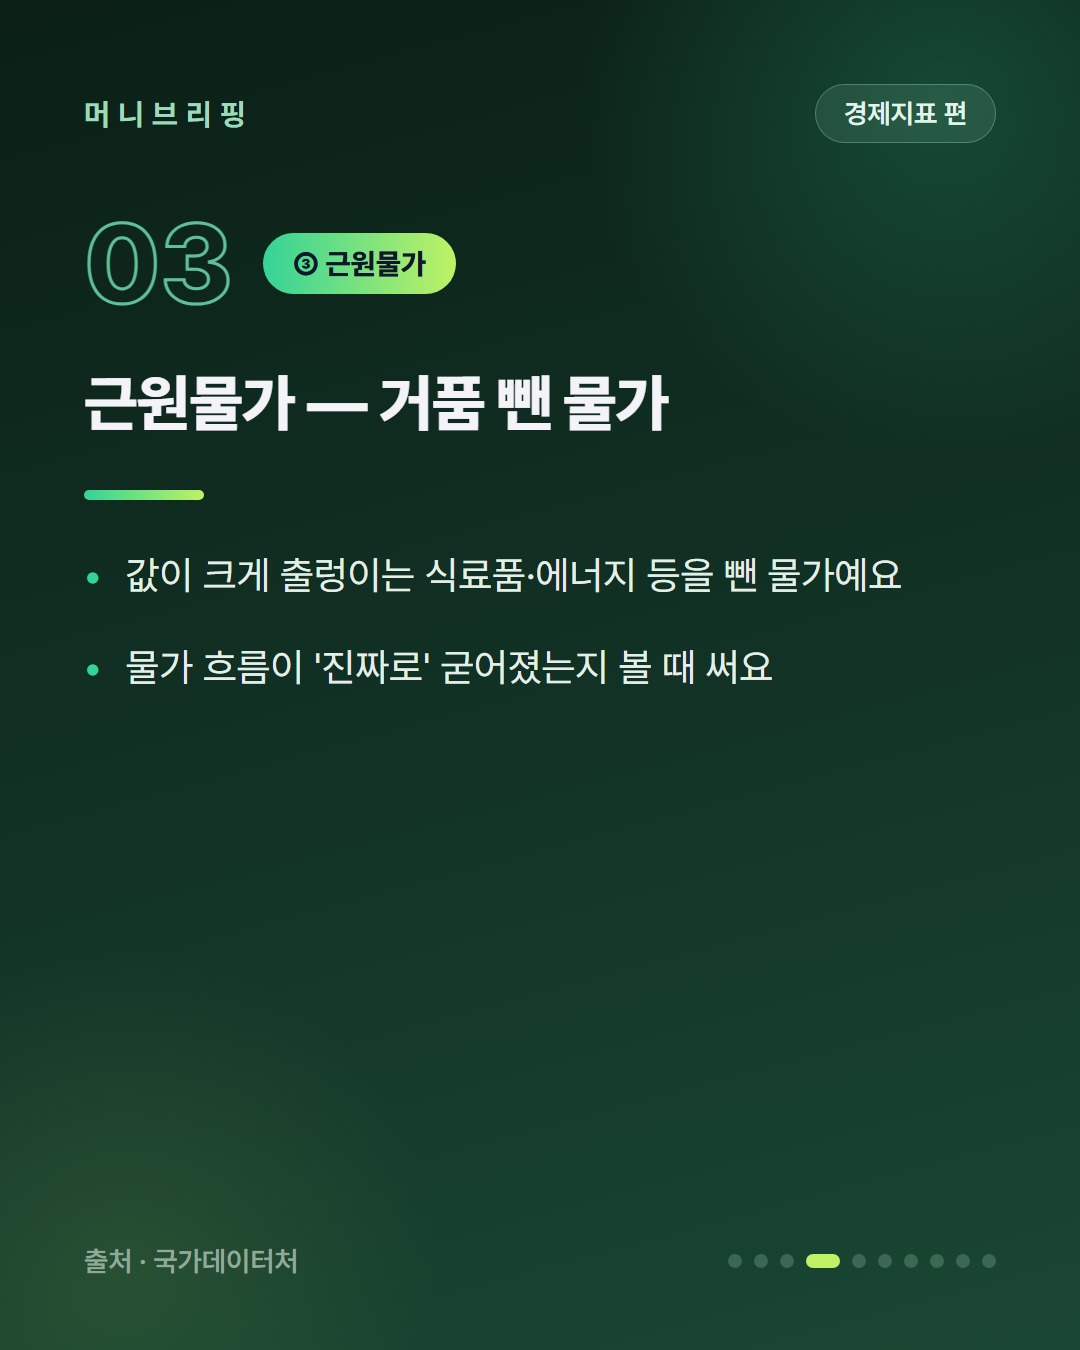 머니브리핑
경제지표 편
03
③ 근원물가
근원물가 — 거품 뺀 물가
• 값이 크게 출렁이는 식료품·에너지 등을 뺀 물가예요
• 물가 흐름이 '진짜로' 굳어졌는지 볼 때 써요
출처 · 국가데이터처